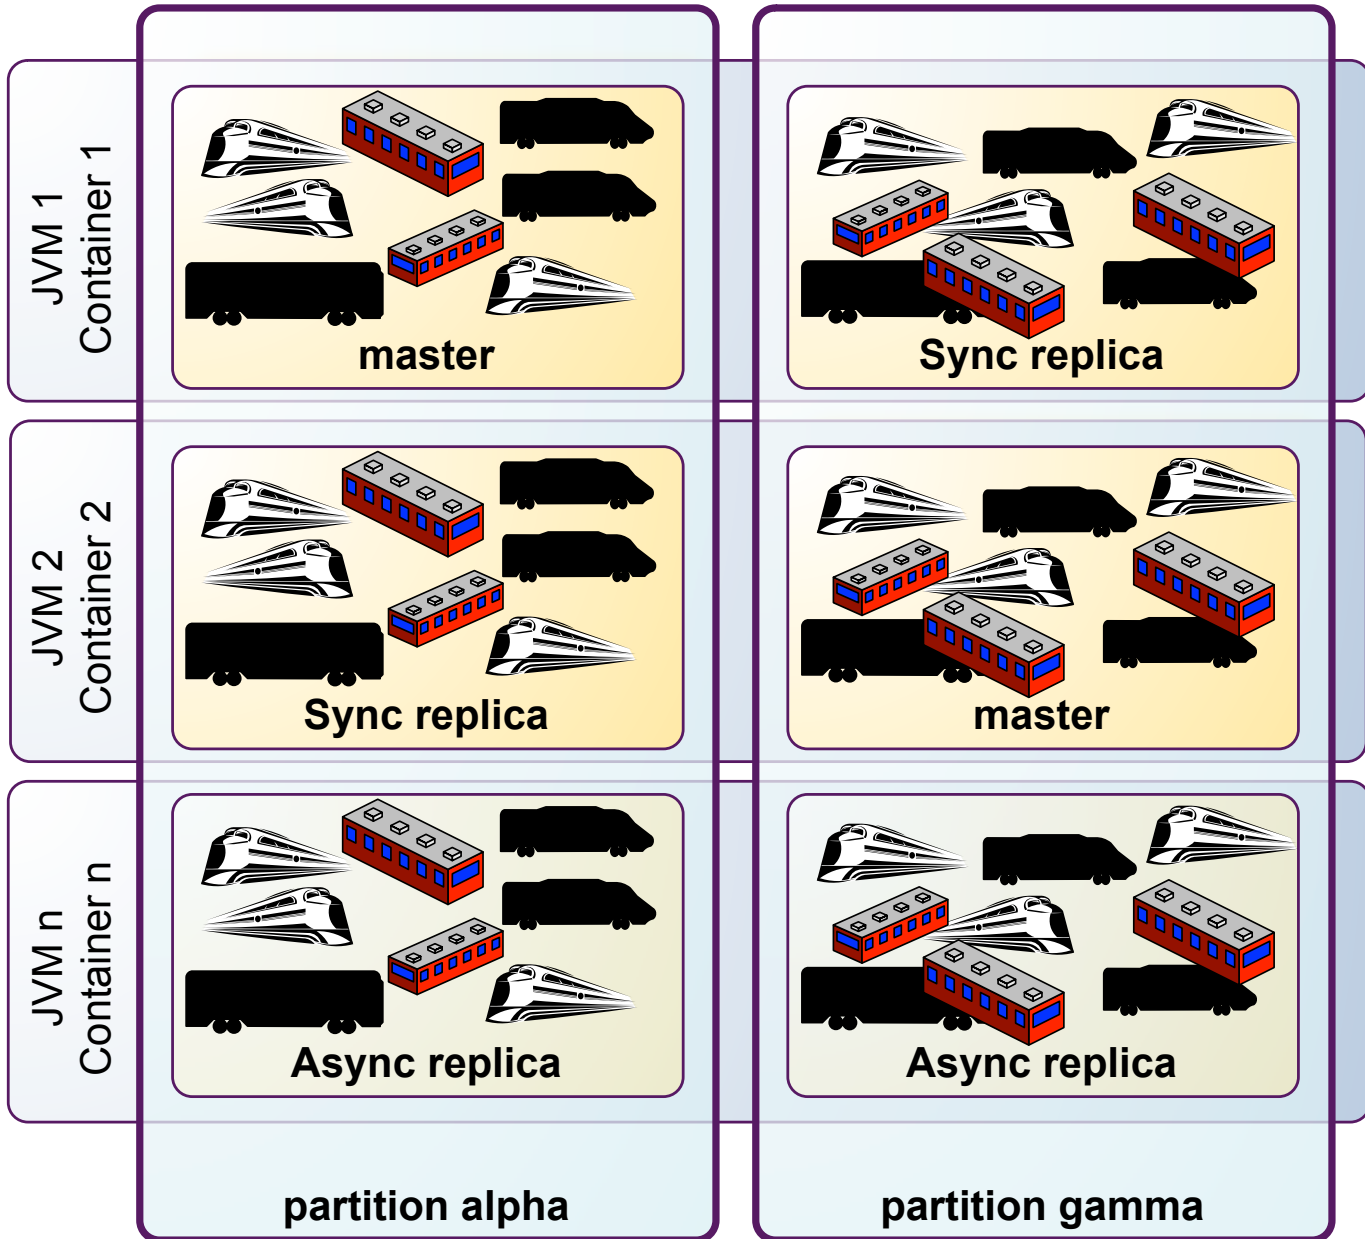 JVM 1
Container 1
master
Sync replica
JVM 2
Container 2
Sync replica
master
JVM n
Container n
Async replica
Async replica
partition alpha
partition gamma